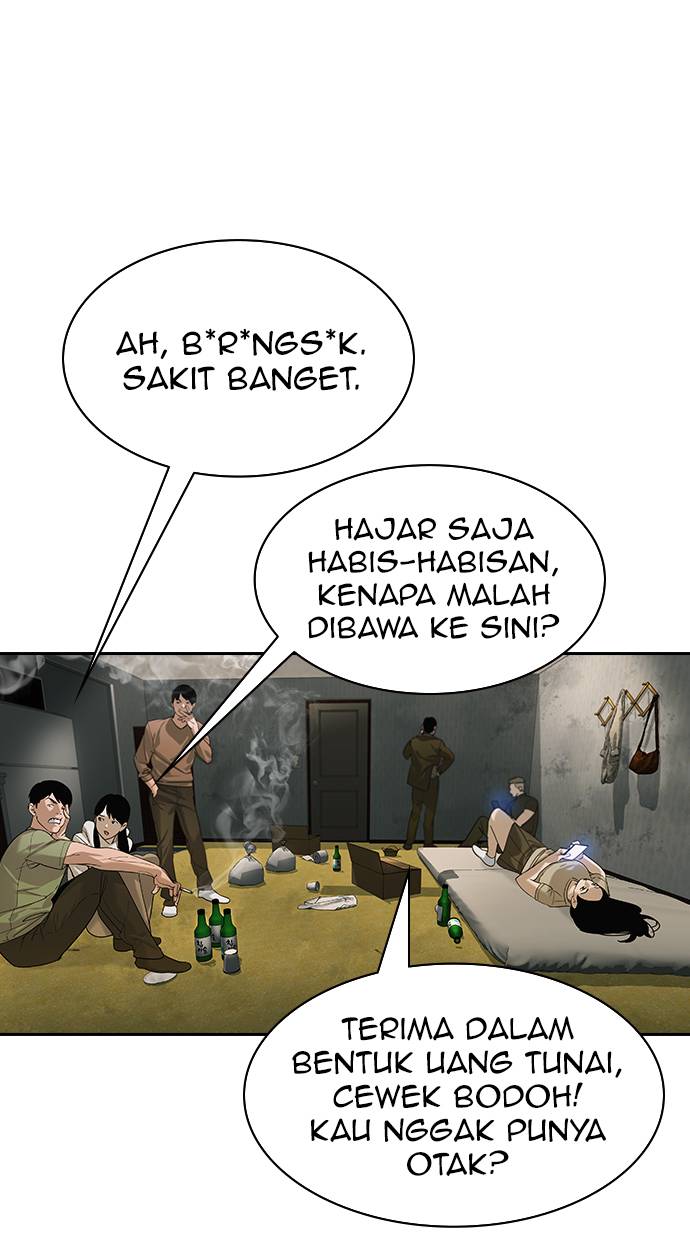 AH, B*R*NGS*K.
SAKIT BANGET.
HAJAR SAJA
HABIS-HABISAN,
KENAPA MALAH
DIBAWA KE SINI?
TERIMA DALAM
BENTUK UANG TUNAI,
CEWEK BODOH!
KAU NGGAK PUNYA
OTAK?